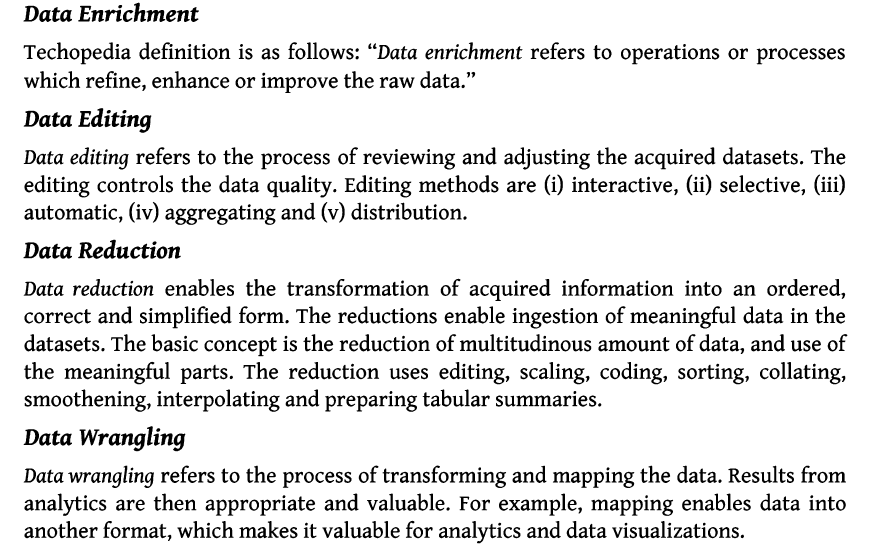 Data Enrichment
Techopedia definition is as follows: “Data enrichment refers to operations or processes
which refine, enhance or improve the raw data.”
Data Editing
Data editing refers to the process of reviewing and adjusting the acquired datasets. The
editing controls the data quality. Editing methods are (i) interactive, (ii) selective, (iii)
automatic, (iv) aggregating and (v) distribution.
Data Reduction
Data reduction enables the transformation of acquired information into an ordered,
correct and simplified form. The reductions enable ingestion of meaningful data in the
datasets. The basic concept is the reduction of multitudinous amount of data, and use of
the meaningful parts. The reduction uses editing, scaling, coding, sorting, collating,
smoothening, interpolating and preparing tabular summaries.
Data Wrangling
Data wrangling refers to the process of transforming and mapping the data. Results from
analytics are then appropriate and valuable. For example, mapping enables data into
another format, which makes it valuable for analytics and data visualizations.